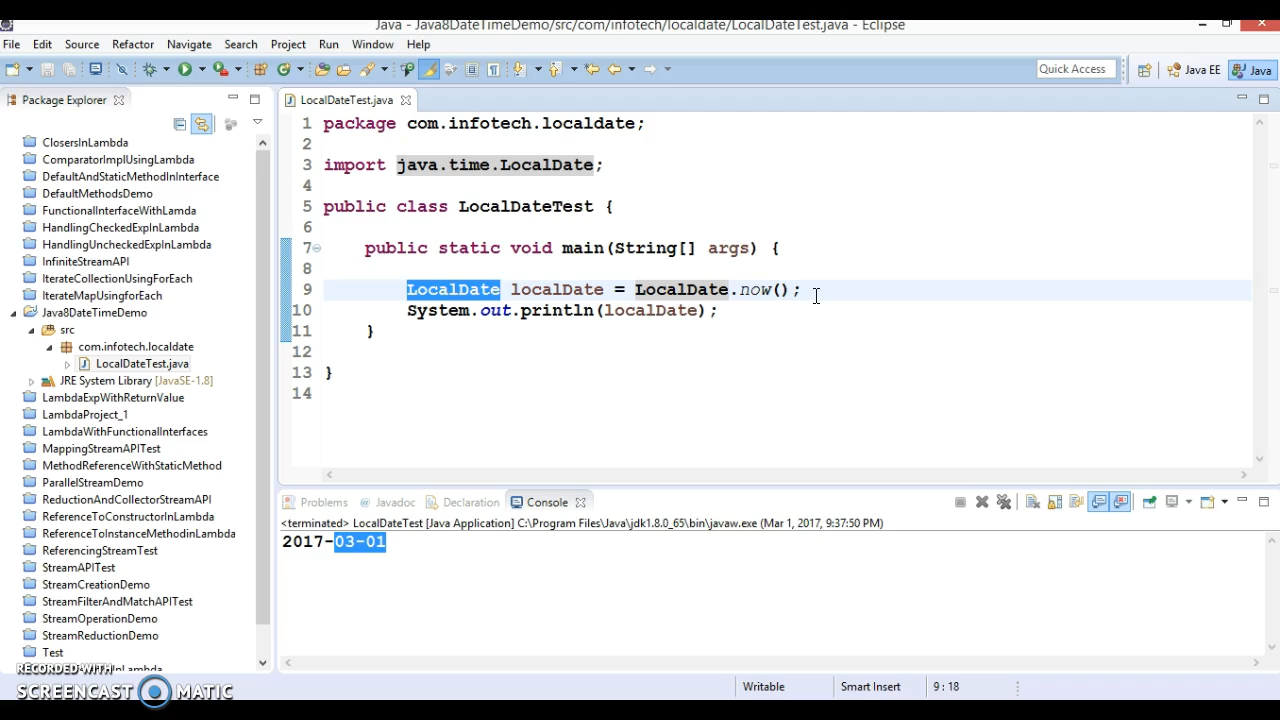 Java - Java8DateTimeDemo/src/com/infotech/localdate/LocalDateTest.java - Eclipse
File Edit Source Refactor Navigate Search Project Run Window Help
Quick Access
Java EE
Java
Package Explorer
ClosersInLambda
ComparatorImplUsingLambda
DefaultAndStaticMethodInInterface
DefaultMethodsDemo
FunctionalInterfaceWithLamda
HandlingCheckedExpInLambda
HandlingUncheckedExpInLambda
InfiniteStreamAPI
IterateCollectionUsingForEach
IterateMapUsingforEach
Java8DateTimeDemo
src
com.infotech.localdate
LocalDateTest.java
JRE System Library [JavaSE-1.8]
LambdaExpWithReturnValue
LambdaProject_1
LambdaWithFunctionalInterfaces
MappingStreamAPITest
MethodReferenceWithStaticMethod
ParallelStreamDemo
ReductionAndCollectorStreamAPI
ReferenceToConstructorInLambda
ReferenceToInstanceMethodinLambda
ReferencingStreamTest
StreamAPITest
StreamCreationDemo
StreamFilterAndMatchAPITest
StreamOperationDemo
StreamReductionDemo
Test
LocalDateTest.java
1 package com.infotech.localdate;
2
3 import java.time.LocalDate;
4
5 public class LocalDateTest {
6
7 public static void main(String[] args) {
8
9 LocalDate localDate = LocalDate.now();
10 System.out.println(localDate);
11 }
12
13 }
14
Problems @ Javadoc Declaration Console
<terminated> LocalDateTest [Java Application] C:\Program Files\Java\jdk1.8.0_65\bin\javaw.exe (Mar 1, 2017, 9:37:50 PM)
2017-03-01
Writable
Smart Insert
9 : 18
RECORDED WITH
SCREENCAST MATIC